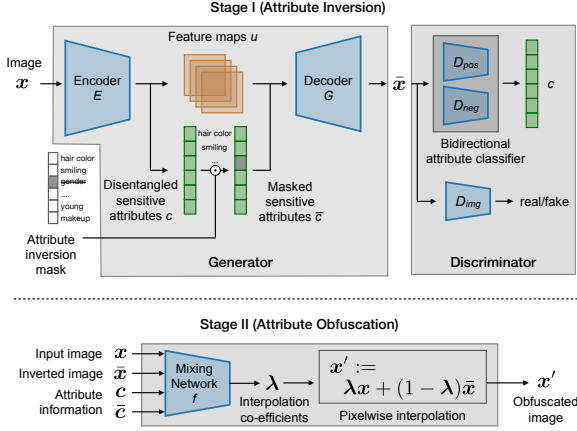 Stage I (Attribute Inversion)
Image
x
Encoder
E
Feature maps u
Decoder
G
x̄
D_pos
D_neg
c
Bidirectional
attribute classifier
hair color
smiling
...
hair color
smiling
gender
...
young
makeup
Disentangled
sensitive
attributes c
Masked
sensitive
attributes c̅
D_img
real/fake
Attribute
inversion
mask
Generator
Discriminator
Stage II (Attribute Obfuscation)
Input image x
Inverted image x̄
Attribute c
information c̄
Mixing
Network
f
λ
Interpolation
co-efficients
x′ :=
λx + (1 − λ)x̄
Pixelwise interpolation
x′
Obfuscated
image